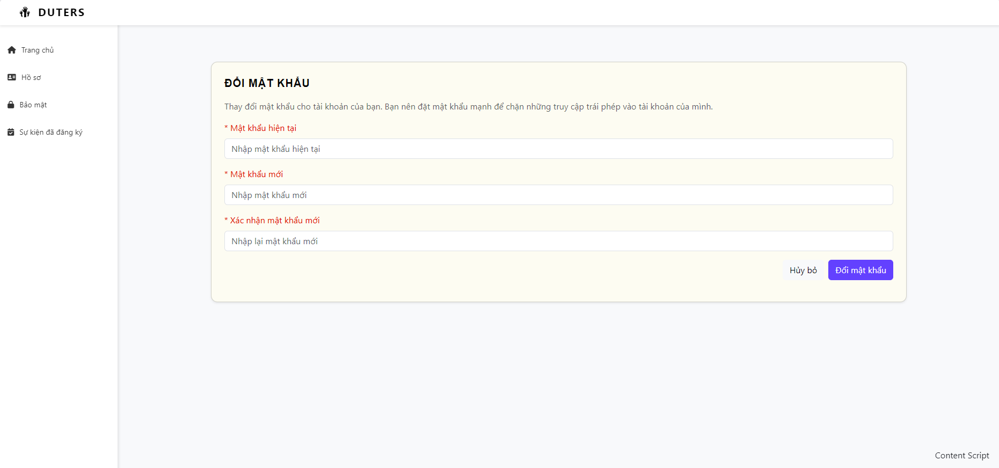 DUTERS
Trang chủ
Hồ sơ
Bảo mật
Sự kiện đã đăng ký
ĐỔI MẬT KHẨU
Thay đổi mật khẩu cho tài khoản của bạn. Bạn nên đặt mật khẩu mạnh để chặn những truy cập trái phép vào tài khoản của mình.
* Mật khẩu hiện tại
Nhập mật khẩu hiện tại
* Mật khẩu mới
Nhập mật khẩu mới
* Xác nhận mật khẩu mới
Nhập lại mật khẩu mới
Hủy bỏ
Đổi mật khẩu
Content Script